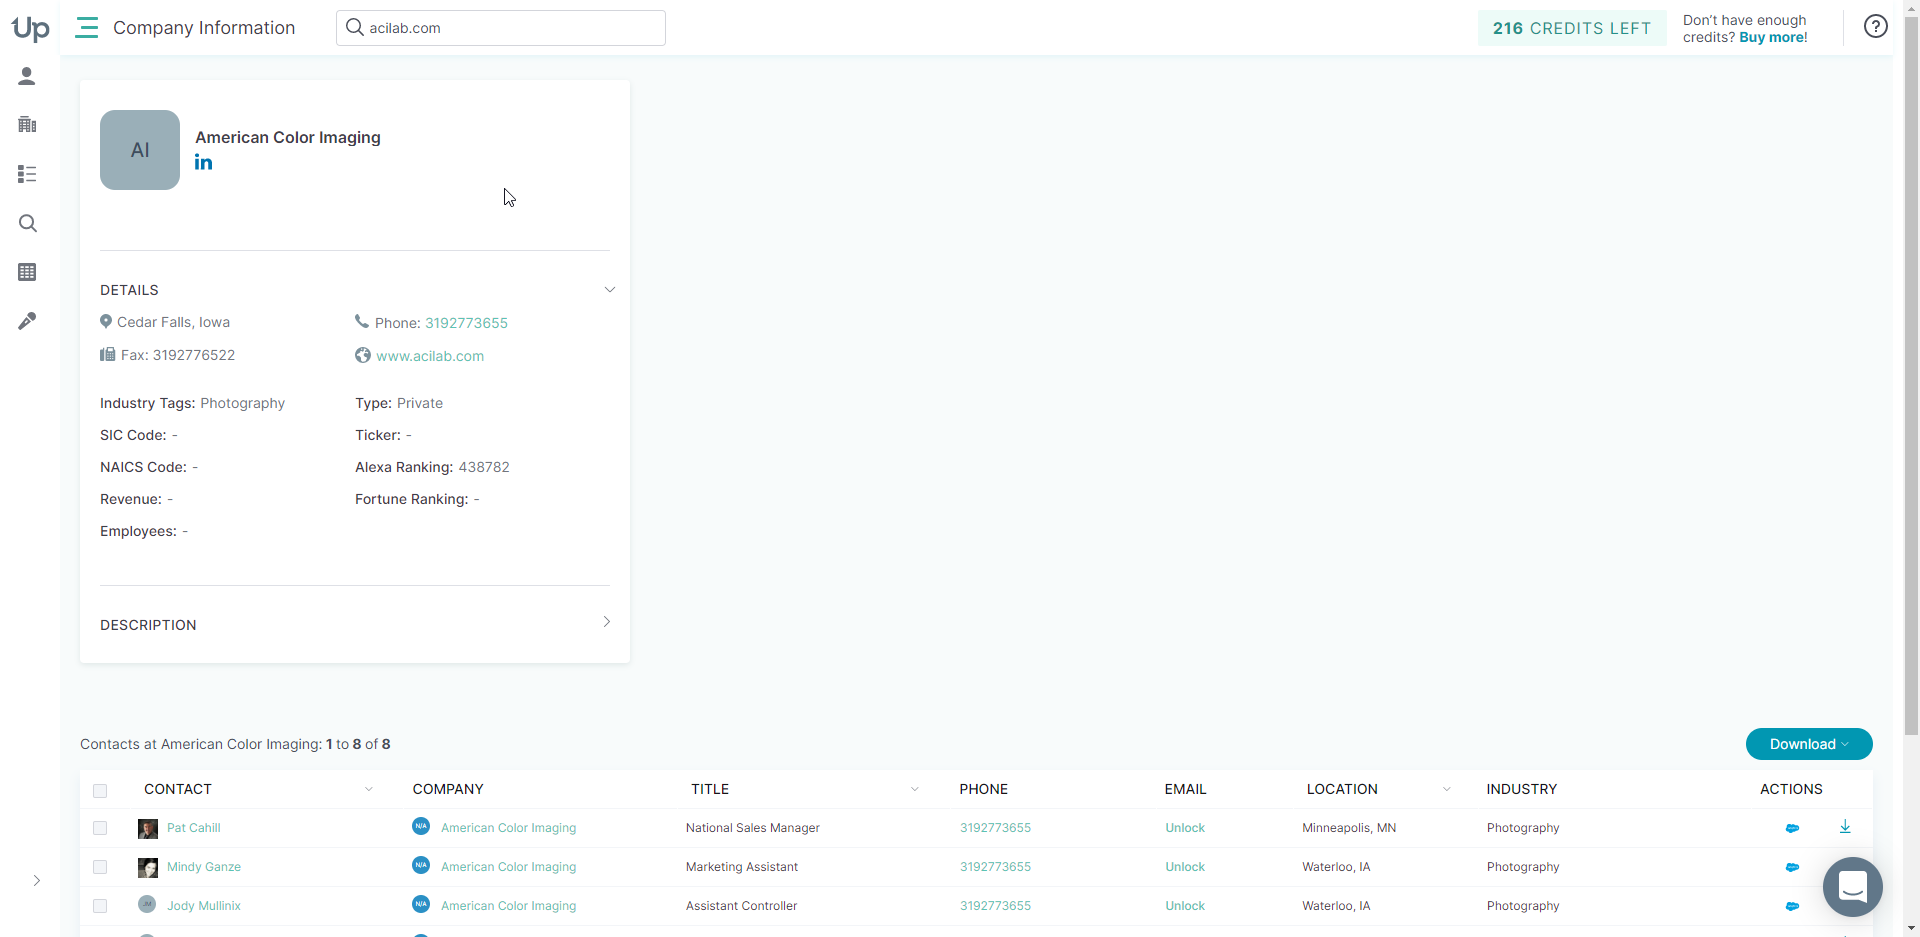 Up
Company Information
acilab.com
216 CREDITS LEFT
Don't have enough
credits? Buy more!
?
AI
American Color Imaging
in
DETAILS
Cedar Falls, Iowa
Phone: 3192773655
Fax: 3192776522
www.acilab.com
Industry Tags: Photography
Type: Private
SIC Code: -
Ticker: -
NAICS Code: -
Alexa Ranking: 438782
Revenue: -
Fortune Ranking: -
Employees: -
DESCRIPTION
Contacts at American Color Imaging: 1 to 8 of 8
Download
CONTACT COMPANY TITLE PHONE EMAIL LOCATION INDUSTRY ACTIONS
Pat Cahill N/A American Color Imaging National Sales Manager 3192773655 Unlock Minneapolis, MN Photography
Mindy Ganze N/A American Color Imaging Marketing Assistant 3192773655 Unlock Waterloo, IA Photography
JM Jody Mullinix N/A American Color Imaging Assistant Controller 3192773655 Unlock Waterloo, IA Photography